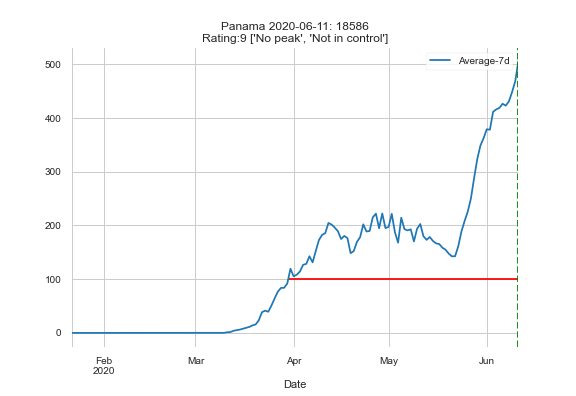 Panama 2020-06-11: 18586
Rating:9 ['No peak', 'Not in control']
Average-7d
500
400
300
200
100
0
Feb
2020
Mar
Apr
May
Jun
Date